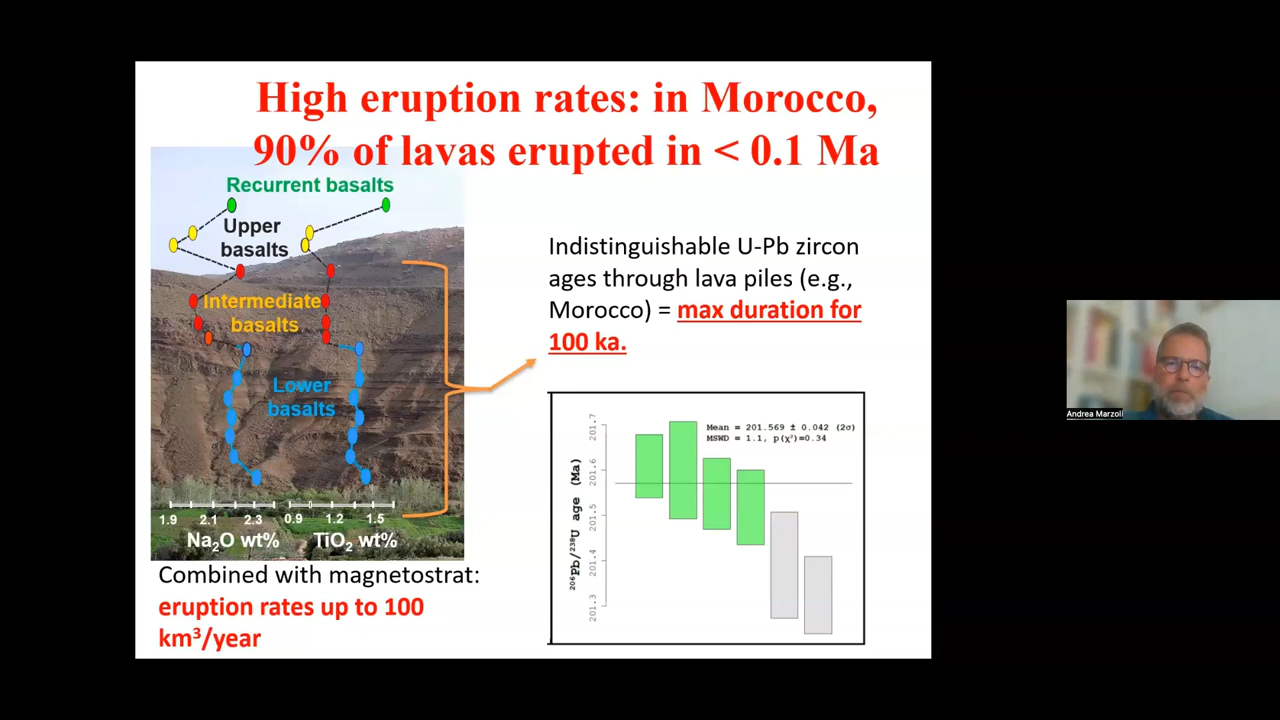 High eruption rates: in Morocco,
90% of lavas erupted in < 0.1 Ma
Recurrent basalts
Upper
basalts
Intermediate
basalts
Lower
basalts
1.9 2.1 2.3 0.9 1.2 1.5
Na₂O wt% TiO₂ wt%
Combined with magnetostrat:
eruption rates up to 100
km³/year
Indistinguishable U-Pb zircon
ages through lava piles (e.g.,
Morocco) = max duration for
100 ka.
Mean = 201.569 ± 0.042 (2σ)
MSWD = 1.1, p(χ²)=0.34
²⁰⁶Pb/²³⁸U age (Ma)
201.7
201.6
201.5
201.4
201.3
Andrea Marzoli